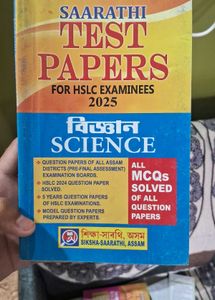 SAARATHI
TEST
PAPERS
FOR HSLC EXAMINEES
2025
বিজ্ঞান
SCIENCE
• QUESTION PAPERS OF ALL ASSAM
DISTRICTS (PRE-FINAL ASSESSMENT)
EXAMINATION BOARDS.
• HSLC 2024 QUESTION PAPER
SOLVED.
• 5 YEARS QUESTION PAPERS
OF HSLC EXAMINATIONS.
• MODEL QUESTION PAPERS
PREPARED BY EXPERTS.
ALL
MCQs
SOLVED
OF ALL
QUESTION
PAPERS
শিক্ষা-সাৰথি, অসম
SIKSHA-SAARATHI, ASSAM